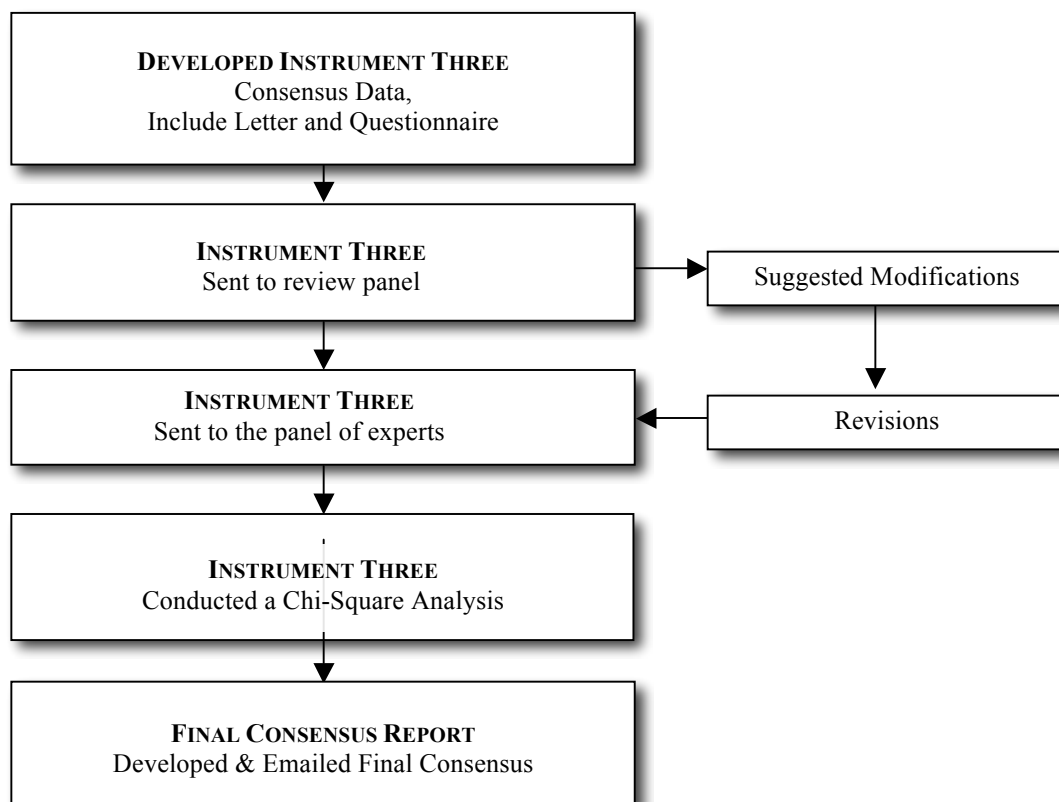 DEVELOPED INSTRUMENT THREE
Consensus Data,
Include Letter and Questionnaire
INSTRUMENT THREE
Sent to review panel
Suggested Modifications
INSTRUMENT THREE
Sent to the panel of experts
Revisions
INSTRUMENT THREE
Conducted a Chi-Square Analysis
FINAL CONSENSUS REPORT
Developed & Emailed Final Consensus